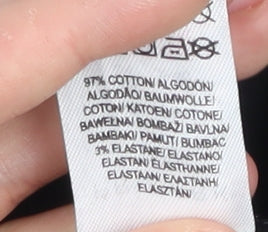 97% COTTON/ ALGODÓN/
ALGODÃO/ BAUMWOLLE/
COTON/ KATOEN/ COTONE/
BAWEŁNA/ BOMBAŽ/ BAVLNA/
BAMBAKI/ PAMUT/ BUMBAC
3% ELASTANE/ ELASTANO/
ELASTAN/ ELASTHANNE/
ELASTAAN/ ΕΛΑΣΤΑΝΗ/
ELASZTÁN/